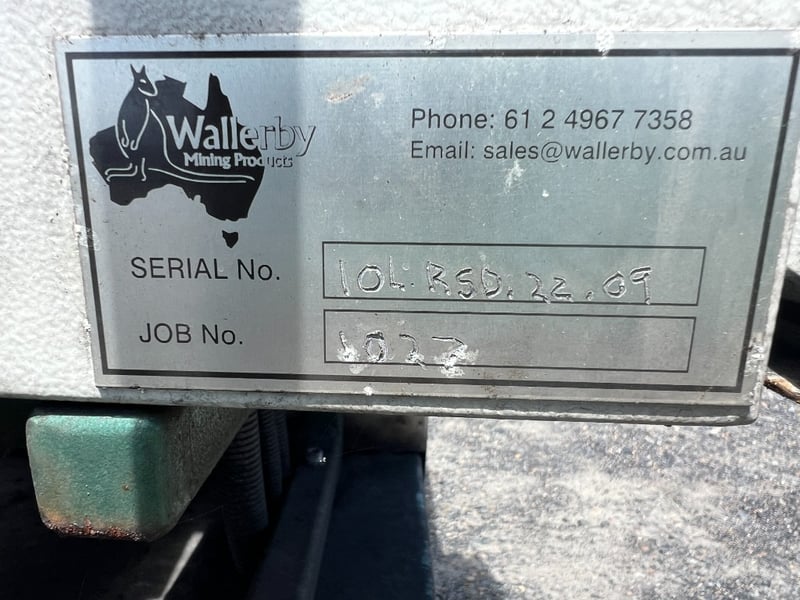 Wallerby
Mining Products
Phone: 61 2 4967 7358
Email: sales@wallerby.com.au
SERIAL No. 10L.RSD.22.09
JOB No. 1027